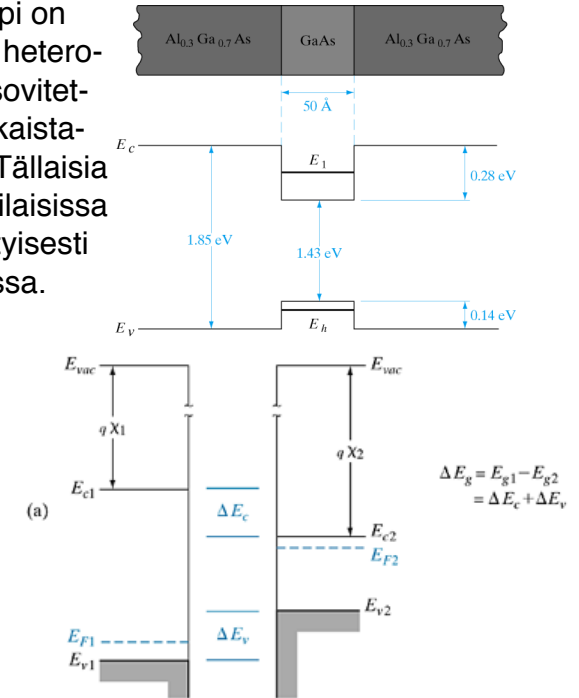 pi on
hetero-
sovitet-
kaista-
Tällaisia
ilaisissa
tyisesti
ssa.
Al0.3 Ga 0.7 As
GaAs
Al0.3 Ga 0.7 As
50 Å
Ec
E1
0.28 eV
1.85 eV
1.43 eV
Ev
Eh
0.14 eV
Evac
Evac
qχ1
qχ2
ΔEg = Eg1 − Eg2
= ΔEc + ΔEv
Ec1
(a)
ΔEc
Ec2
EF2
Ev2
EF1
ΔEv
Ev1